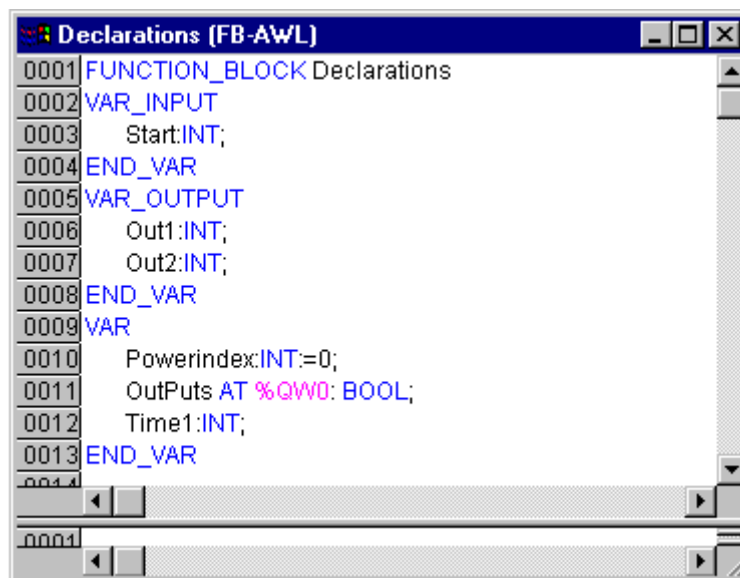 Declarations (FB-AWL)
0001 FUNCTION_BLOCK Declarations
0002 VAR_INPUT
0003 Start:INT;
0004 END_VAR
0005 VAR_OUTPUT
0006 Out1:INT;
0007 Out2:INT;
0008 END_VAR
0009 VAR
0010 Powerindex:INT:=0;
0011 OutPuts AT %QW0: BOOL;
0012 Time1:INT;
0013 END_VAR
0014
0001